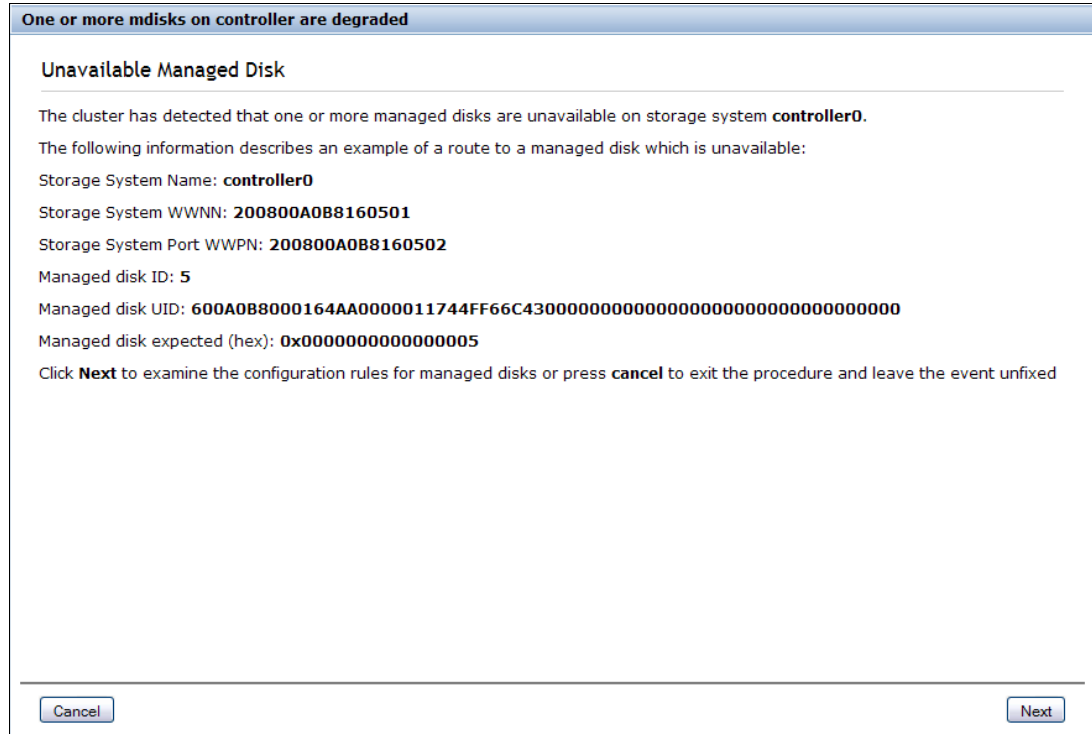 One or more mdisks on controller are degraded
Unavailable Managed Disk
The cluster has detected that one or more managed disks are unavailable on storage system controller0.
The following information describes an example of a route to a managed disk which is unavailable:
Storage System Name: controller0
Storage System WWNN: 200800A0B8160501
Storage System Port WWPN: 200800A0B8160502
Managed disk ID: 5
Managed disk UID: 600A0B8000164AA0000011744FF66C4300000000000000000000000000000000
Managed disk expected (hex): 0x0000000000000005
Click Next to examine the configuration rules for managed disks or press cancel to exit the procedure and leave the event unfixed
Cancel
Next